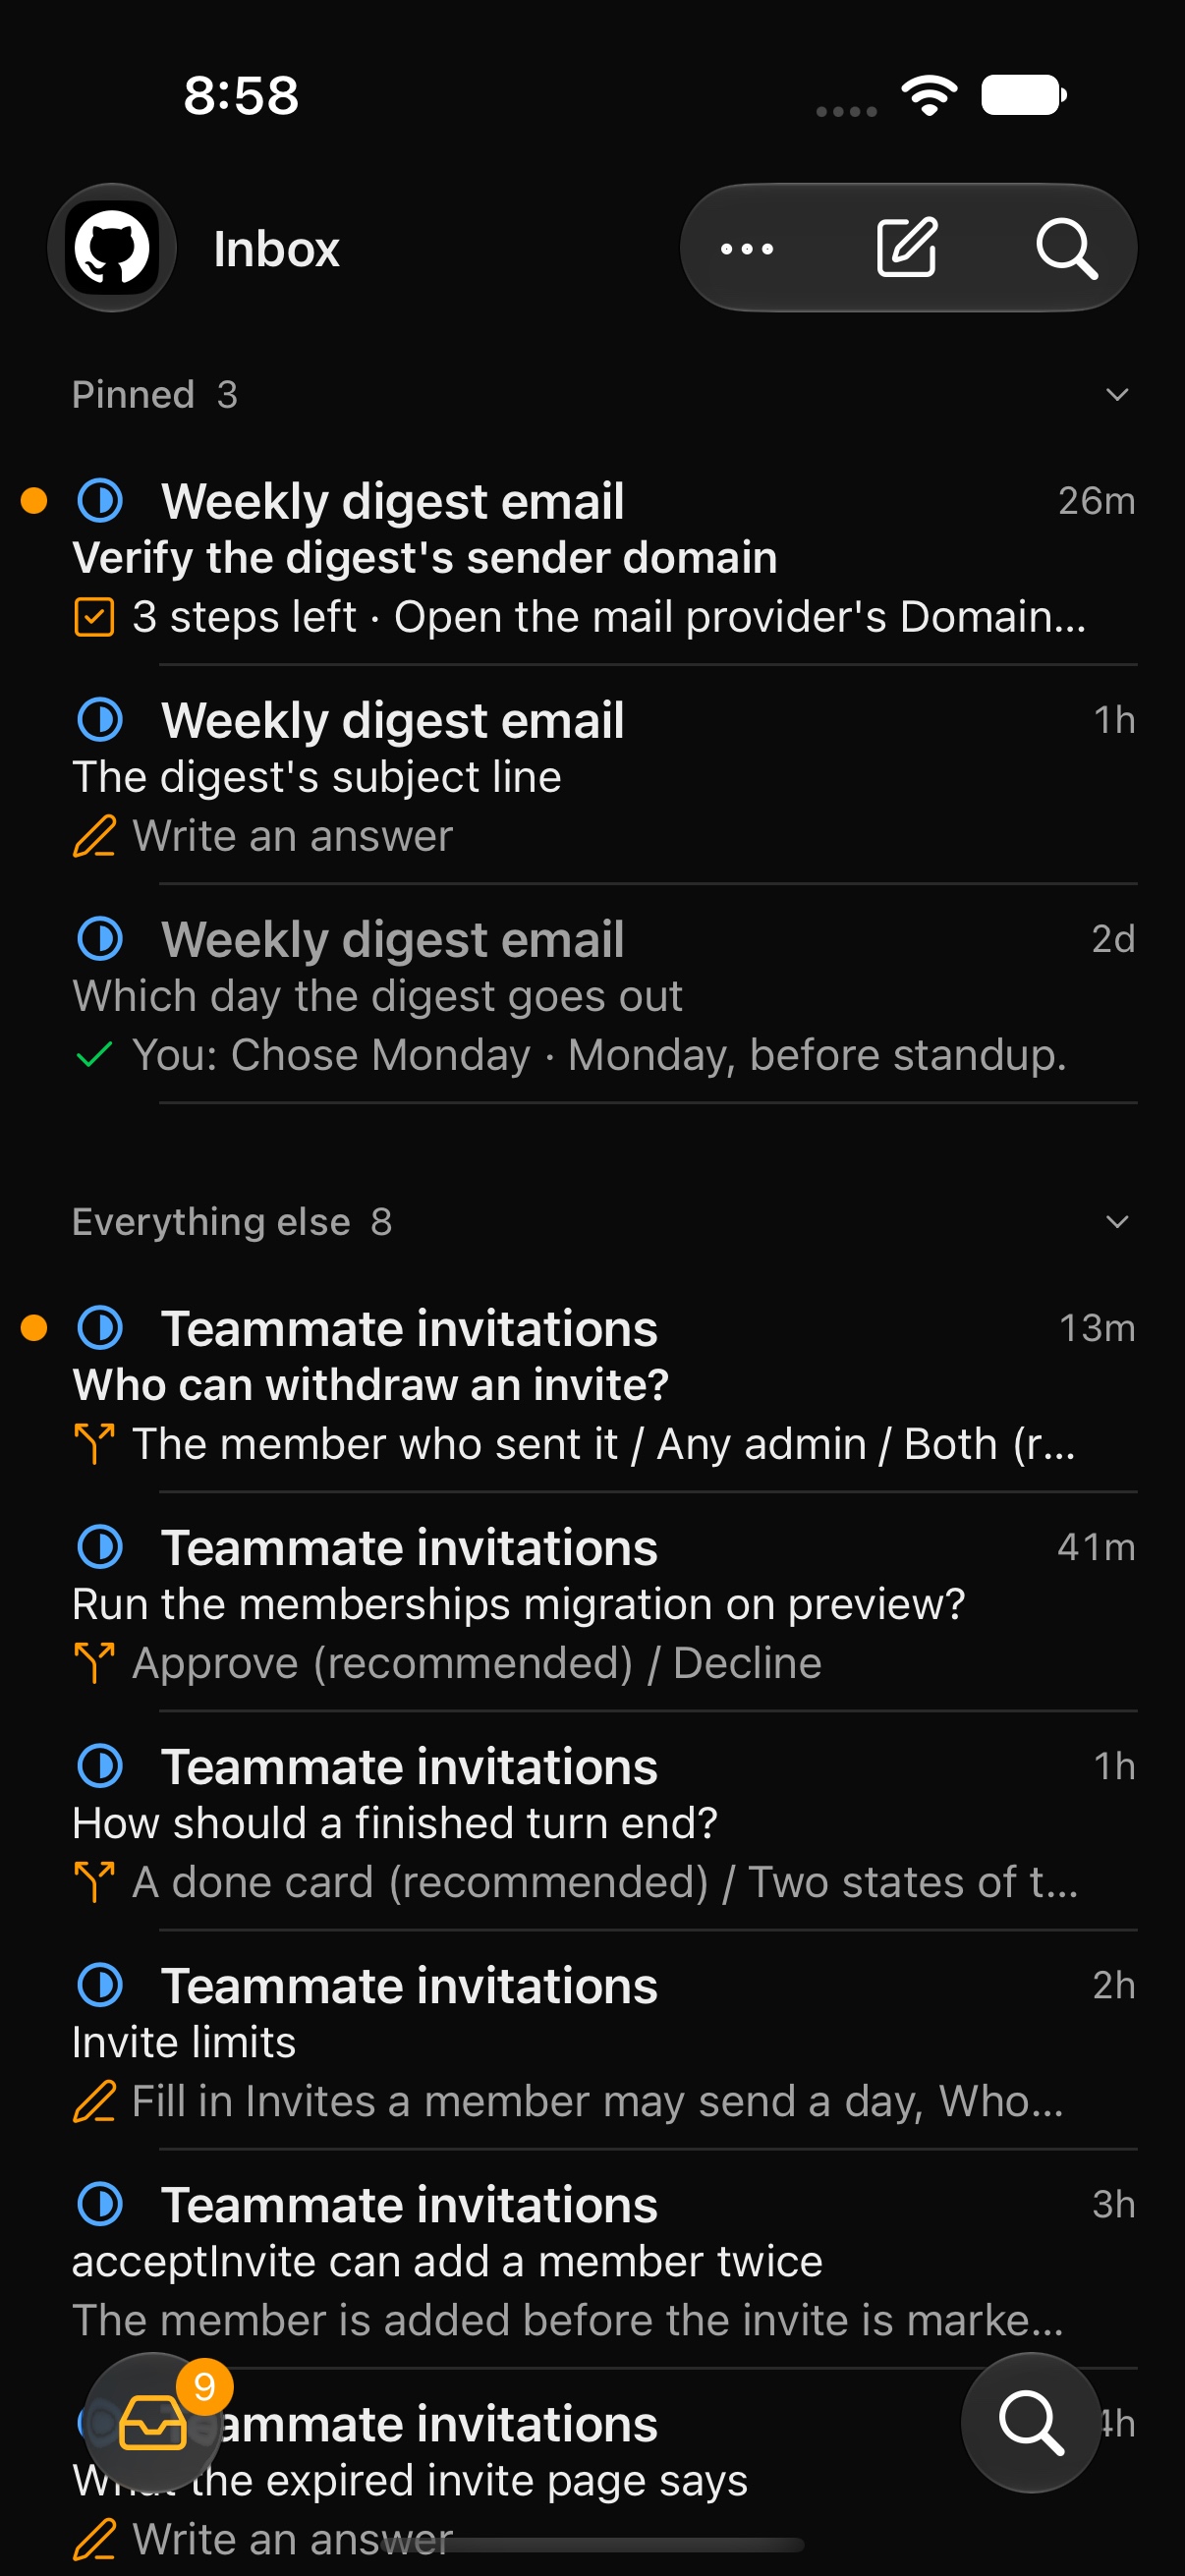 8:58
Inbox
Pinned 3
Weekly digest email 26m
Verify the digest's sender domain
3 steps left · Open the mail provider's Domain...
Weekly digest email 1h
The digest's subject line
Write an answer
Weekly digest email 2d
Which day the digest goes out
You: Chose Monday · Monday, before standup.
Everything else 8
Teammate invitations 13m
Who can withdraw an invite?
The member who sent it / Any admin / Both (r...
Teammate invitations 41m
Run the memberships migration on preview?
Approve (recommended) / Decline
Teammate invitations 1h
How should a finished turn end?
A done card (recommended) / Two states of t...
Teammate invitations 2h
Invite limits
Fill in Invites a member may send a day, Who...
Teammate invitations 3h
acceptInvite can add a member twice
The member is added before the invite is marke...
9
Teammate invitations 4h
What the expired invite page says
Write an answer